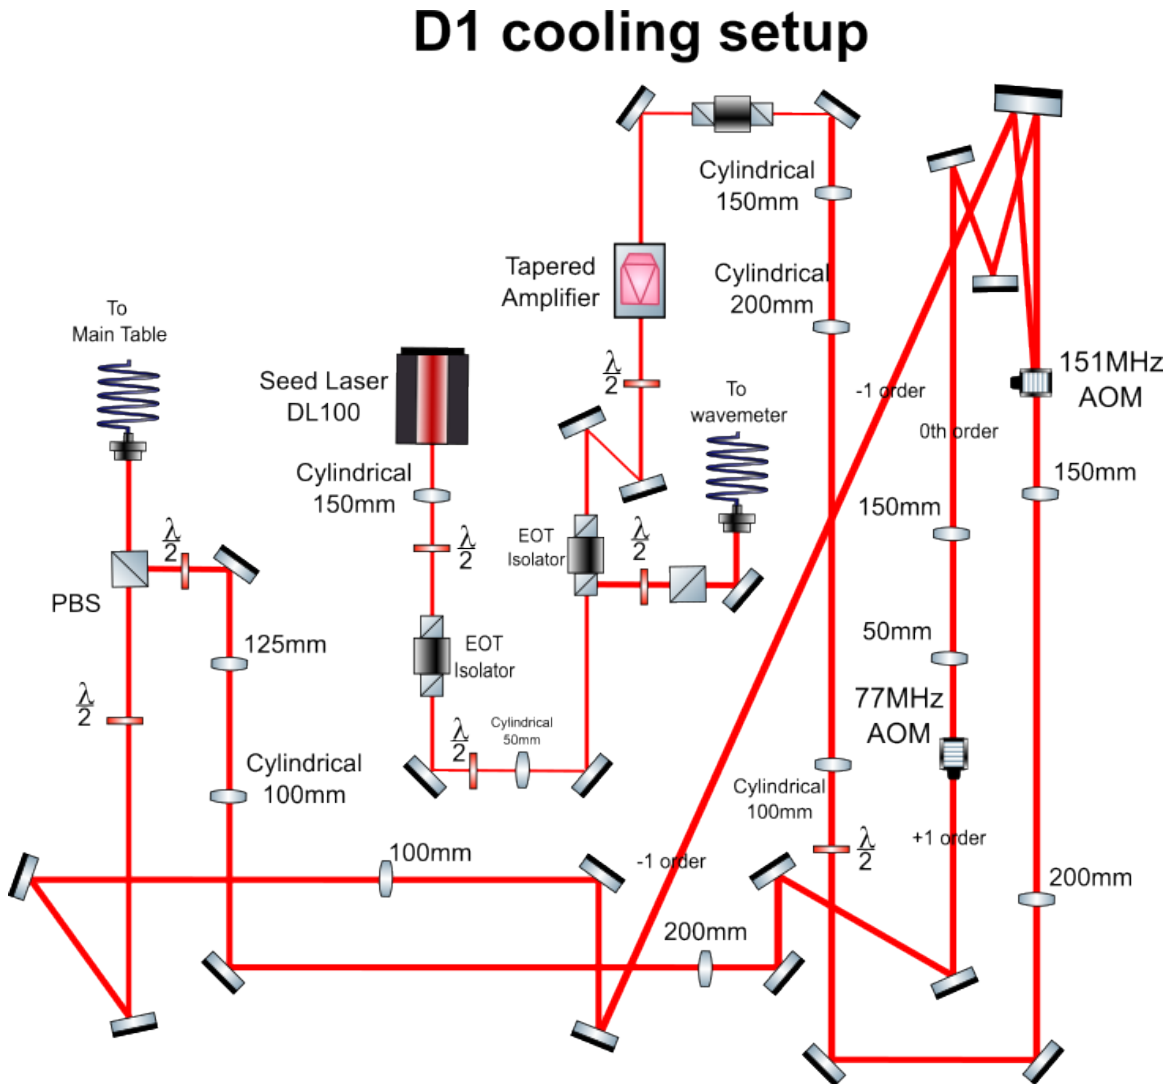 D1 cooling setup
Cylindrical
150mm
Tapered
Amplifier
Cylindrical
200mm
To
Main Table
Seed Laser
DL100
λ
2
To
wavemeter
-1 order
0th order
151MHz
AOM
Cylindrical
150mm
150mm
150mm
λ
2
λ
2
EOT
Isolator
λ
2
PBS
125mm
EOT
Isolator
50mm
λ
2
77MHz
AOM
λ
2
Cylindrical
50mm
Cylindrical
100mm
Cylindrical
100mm
+1 order
λ
2
100mm
-1 order
200mm
200mm